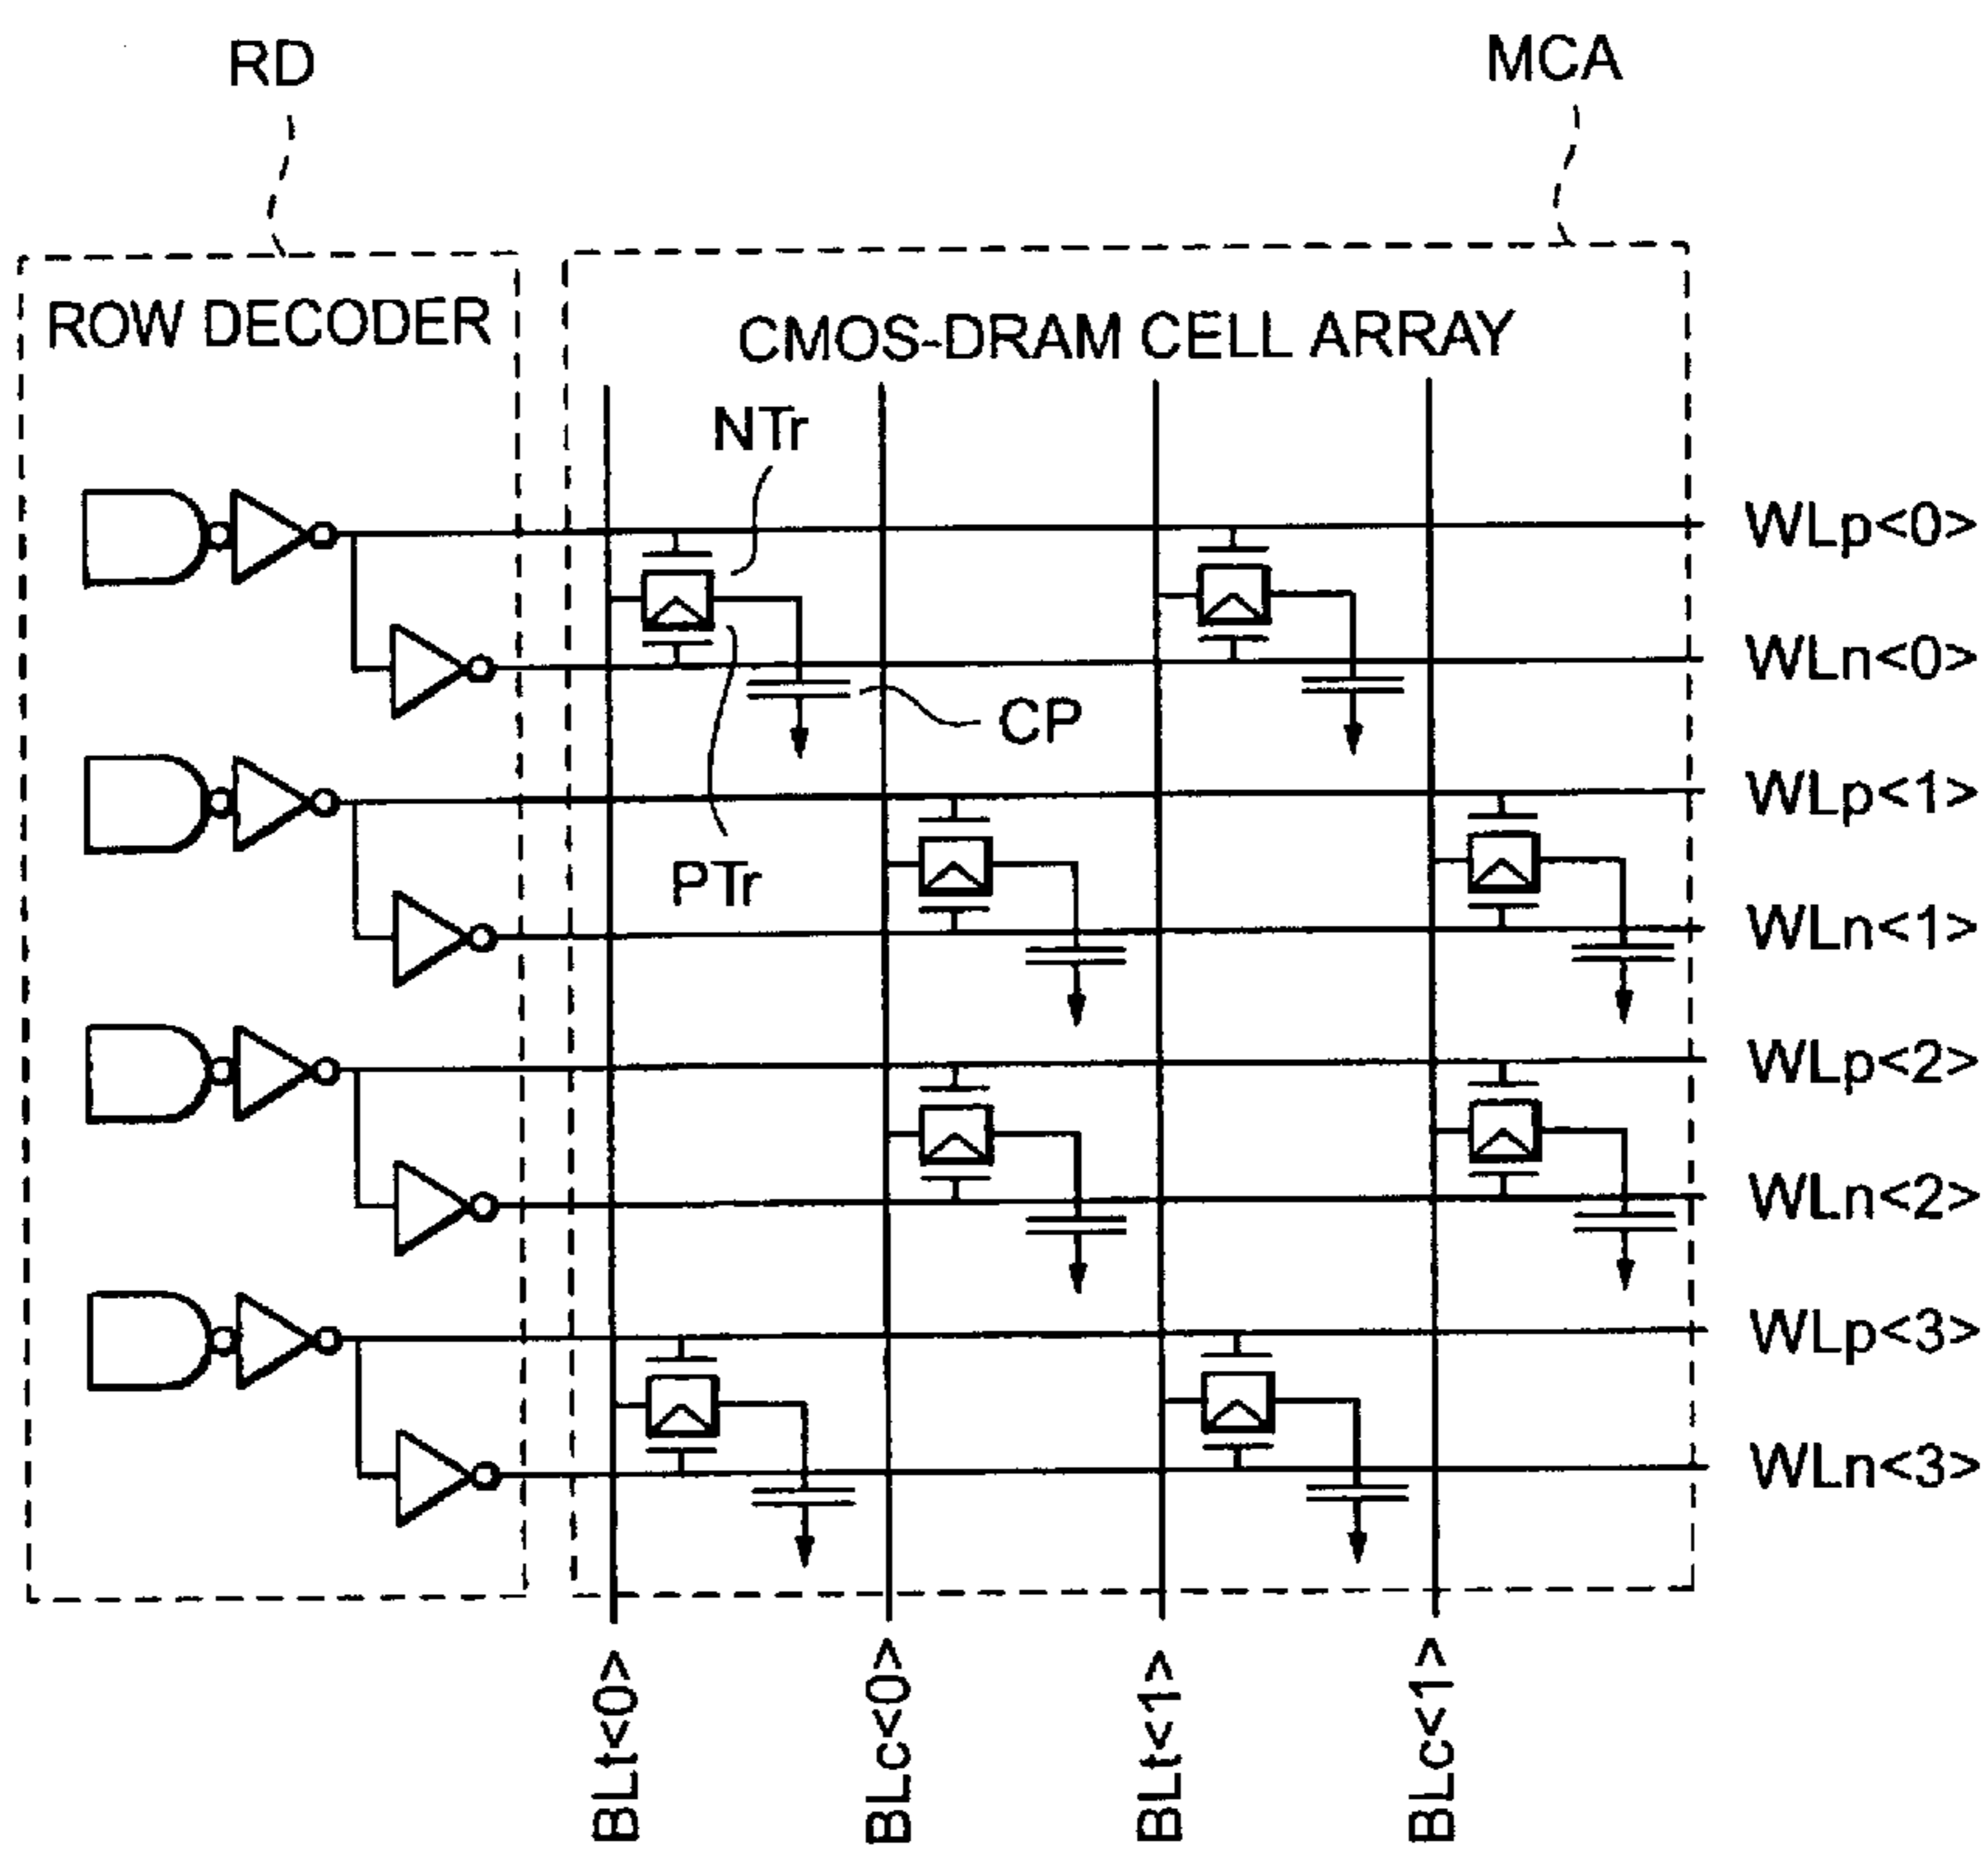 RD
MCA
ROW DECODER
CMOS-DRAM CELL ARRAY
NTr
WLp<0>
WLn<0>
CP
WLp<1>
PTr
WLn<1>
WLp<2>
WLn<2>
WLp<3>
WLn<3>
BLt<0>
BLc<0>
BLt<1>
BLc<1>